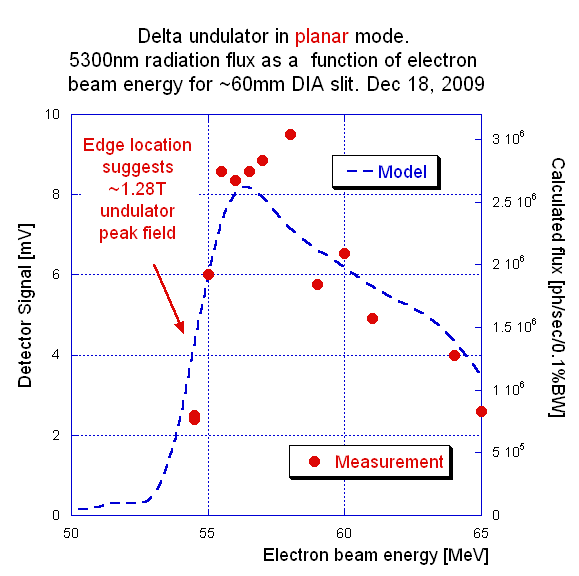 Delta undulator in planar mode.
5300nm radiation flux as a function of electron
beam energy for ~60mm DIA slit. Dec 18, 2009
10
8
6
4
2
0
Detector Signal [mV]
Edge location
suggests
~1.28T
undulator
peak field
Model
Measurement
3 10⁶
2.5 10⁶
2 10⁶
1.5 10⁶
1 10⁶
5 10⁵
0
Calculated flux [ph/sec/0.1%BW]
50
55
60
65
Electron beam energy [MeV]